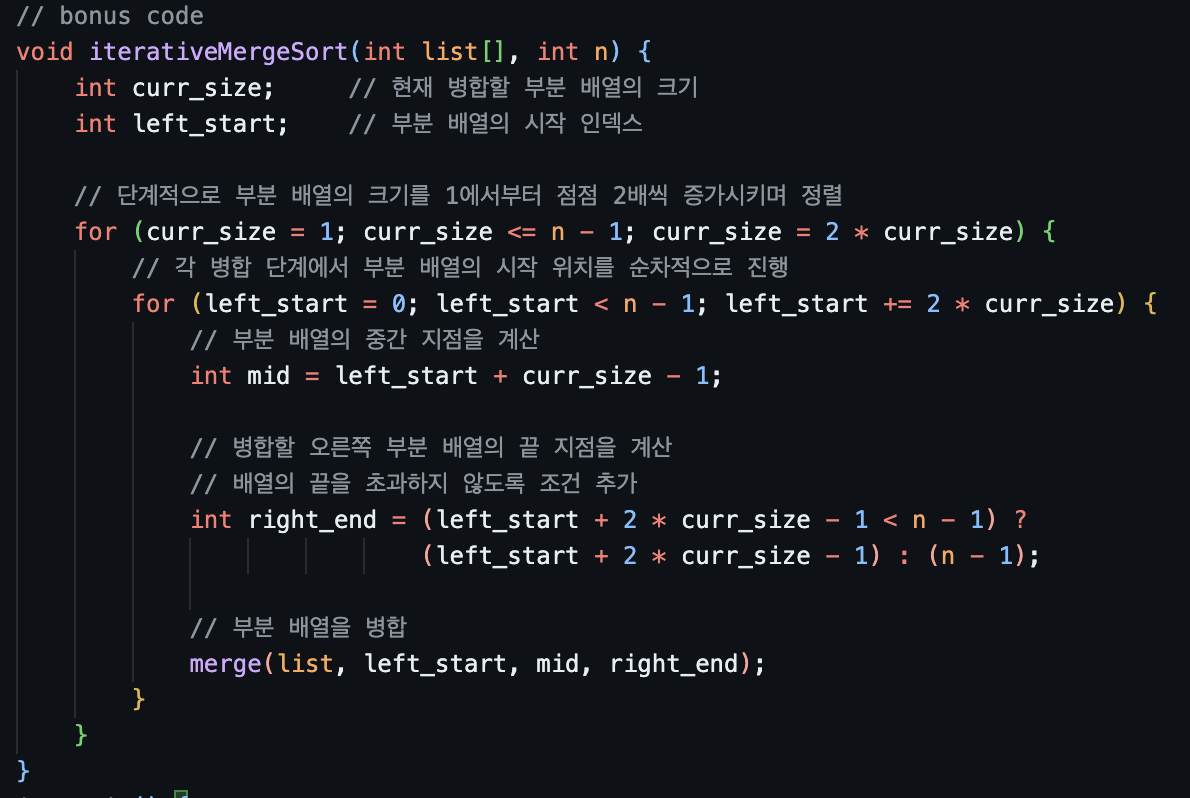 // bonus code
void iterativeMergeSort(int list[], int n) {
int curr_size;     // 현재 병합할 부분 배열의 크기
int left_start;    // 부분 배열의 시작 인덱스
// 단계적으로 부분 배열의 크기를 1에서부터 점점 2배씩 증가시키며 정렬
for (curr_size = 1; curr_size <= n - 1; curr_size = 2 * curr_size) {
// 각 병합 단계에서 부분 배열의 시작 위치를 순차적으로 진행
for (left_start = 0; left_start < n - 1; left_start += 2 * curr_size) {
// 부분 배열의 중간 지점을 계산
int mid = left_start + curr_size - 1;
// 병합할 오른쪽 부분 배열의 끝 지점을 계산
// 배열의 끝을 초과하지 않도록 조건 추가
int right_end = (left_start + 2 * curr_size - 1 < n - 1) ?
(left_start + 2 * curr_size - 1) : (n - 1);
// 부분 배열을 병합
merge(list, left_start, mid, right_end);
}
}
}